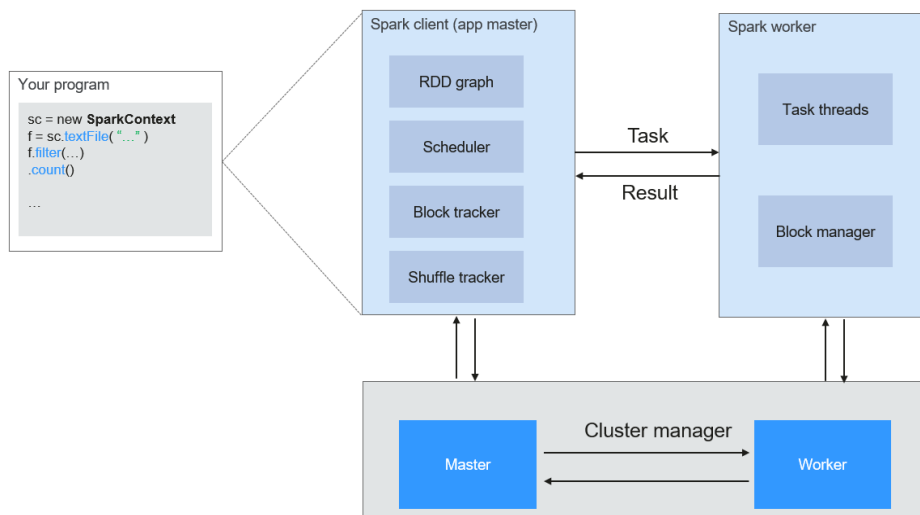 Your program
sc = new SparkContext
f = sc.textFile( “…” )
f.filter(…)
.count()
…
Spark client (app master)
RDD graph
Scheduler
Block tracker
Shuffle tracker
Task
Result
Spark worker
Task threads
Block manager
Cluster manager
Master
Worker